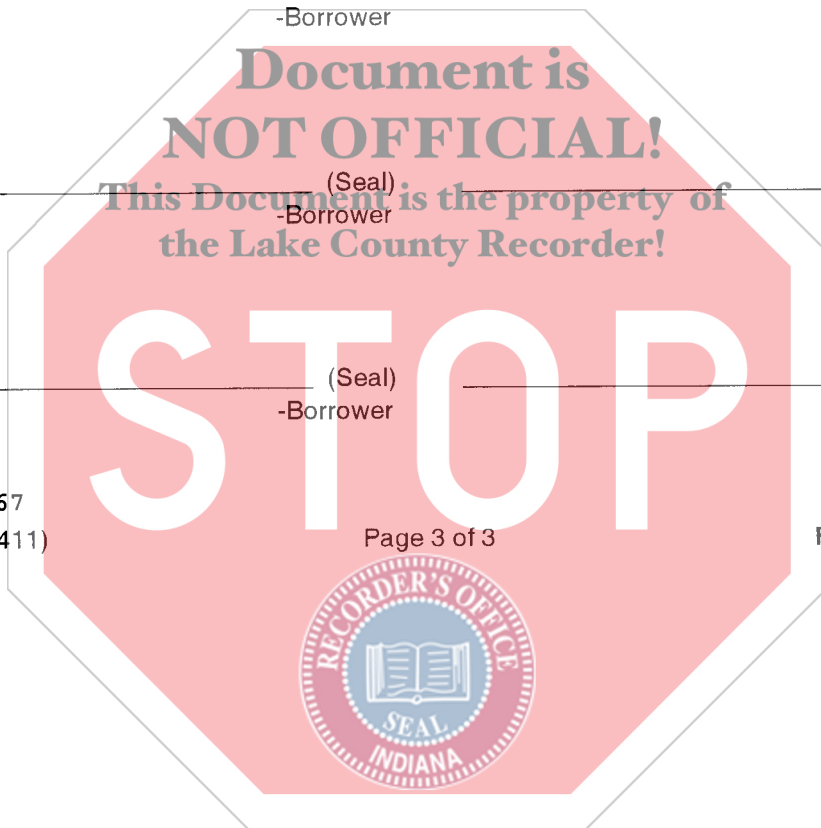 -Borrower
Document is
NOT OFFICIAL!
(Seal)
This Document is the property of
-Borrower
the Lake County Recorder!
STOP
(Seal)
-Borrower
67
411)
Page 3 of 3
RECORDER'S OFFICE
SEAL
INDIANA